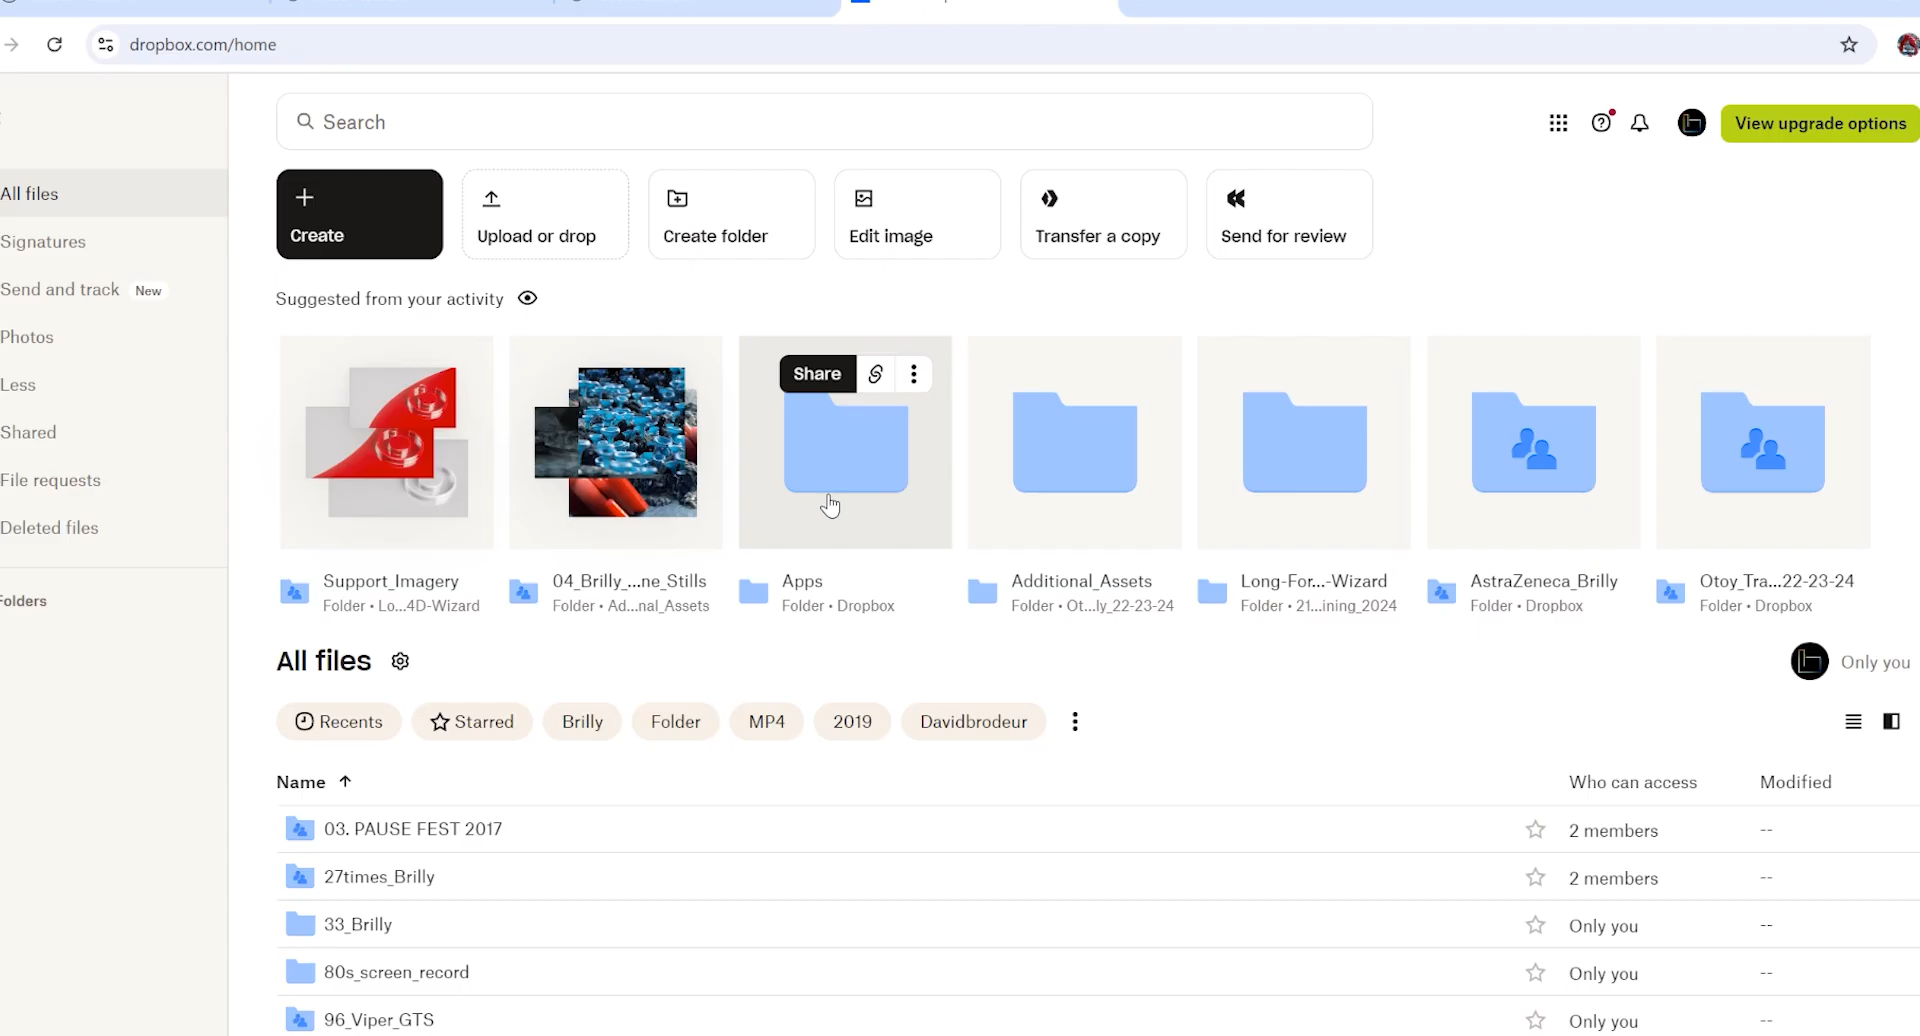 dropbox.com/home
Search
View upgrade options
All files
Signatures
Send and track New
Photos
Less
Shared
File requests
Deleted files
Folders
Create
Upload or drop
Create folder
Edit image
Transfer a copy
Send for review
Suggested from your activity
Share
Support_Imagery
Folder • Lo...4D-Wizard
04_Brilly_...ne_Stills
Folder • Ad...nal_Assets
Apps
Folder • Dropbox
Additional_Assets
Folder • Ot...ly_22-23-24
Long-For...-Wizard
Folder • 21...ining_2024
AstraZeneca_Brilly
Folder • Dropbox
Otoy_Tra...22-23-24
Folder • Dropbox
All files
Only you
Recents
Starred
Brilly
Folder
MP4
2019
Davidbrodeur
Name
Who can access
Modified
03. PAUSE FEST 2017
2 members
--
27times_Brilly
2 members
--
33_Brilly
Only you
--
80s_screen_record
Only you
--
96_Viper_GTS
Only you
--